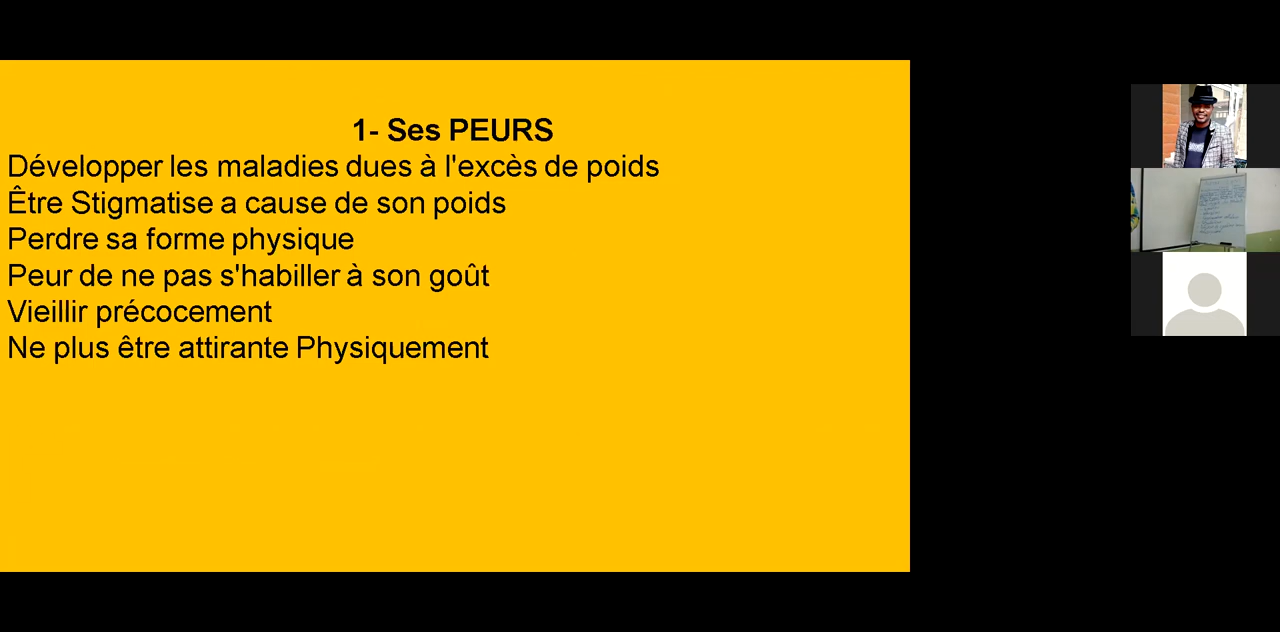 1- Ses PEURS
Développer les maladies dues à l'excès de poids
Être Stigmatise a cause de son poids
Perdre sa forme physique
Peur de ne pas s'habiller à son goût
Vieillir précocement
Ne plus être attirante Physiquement